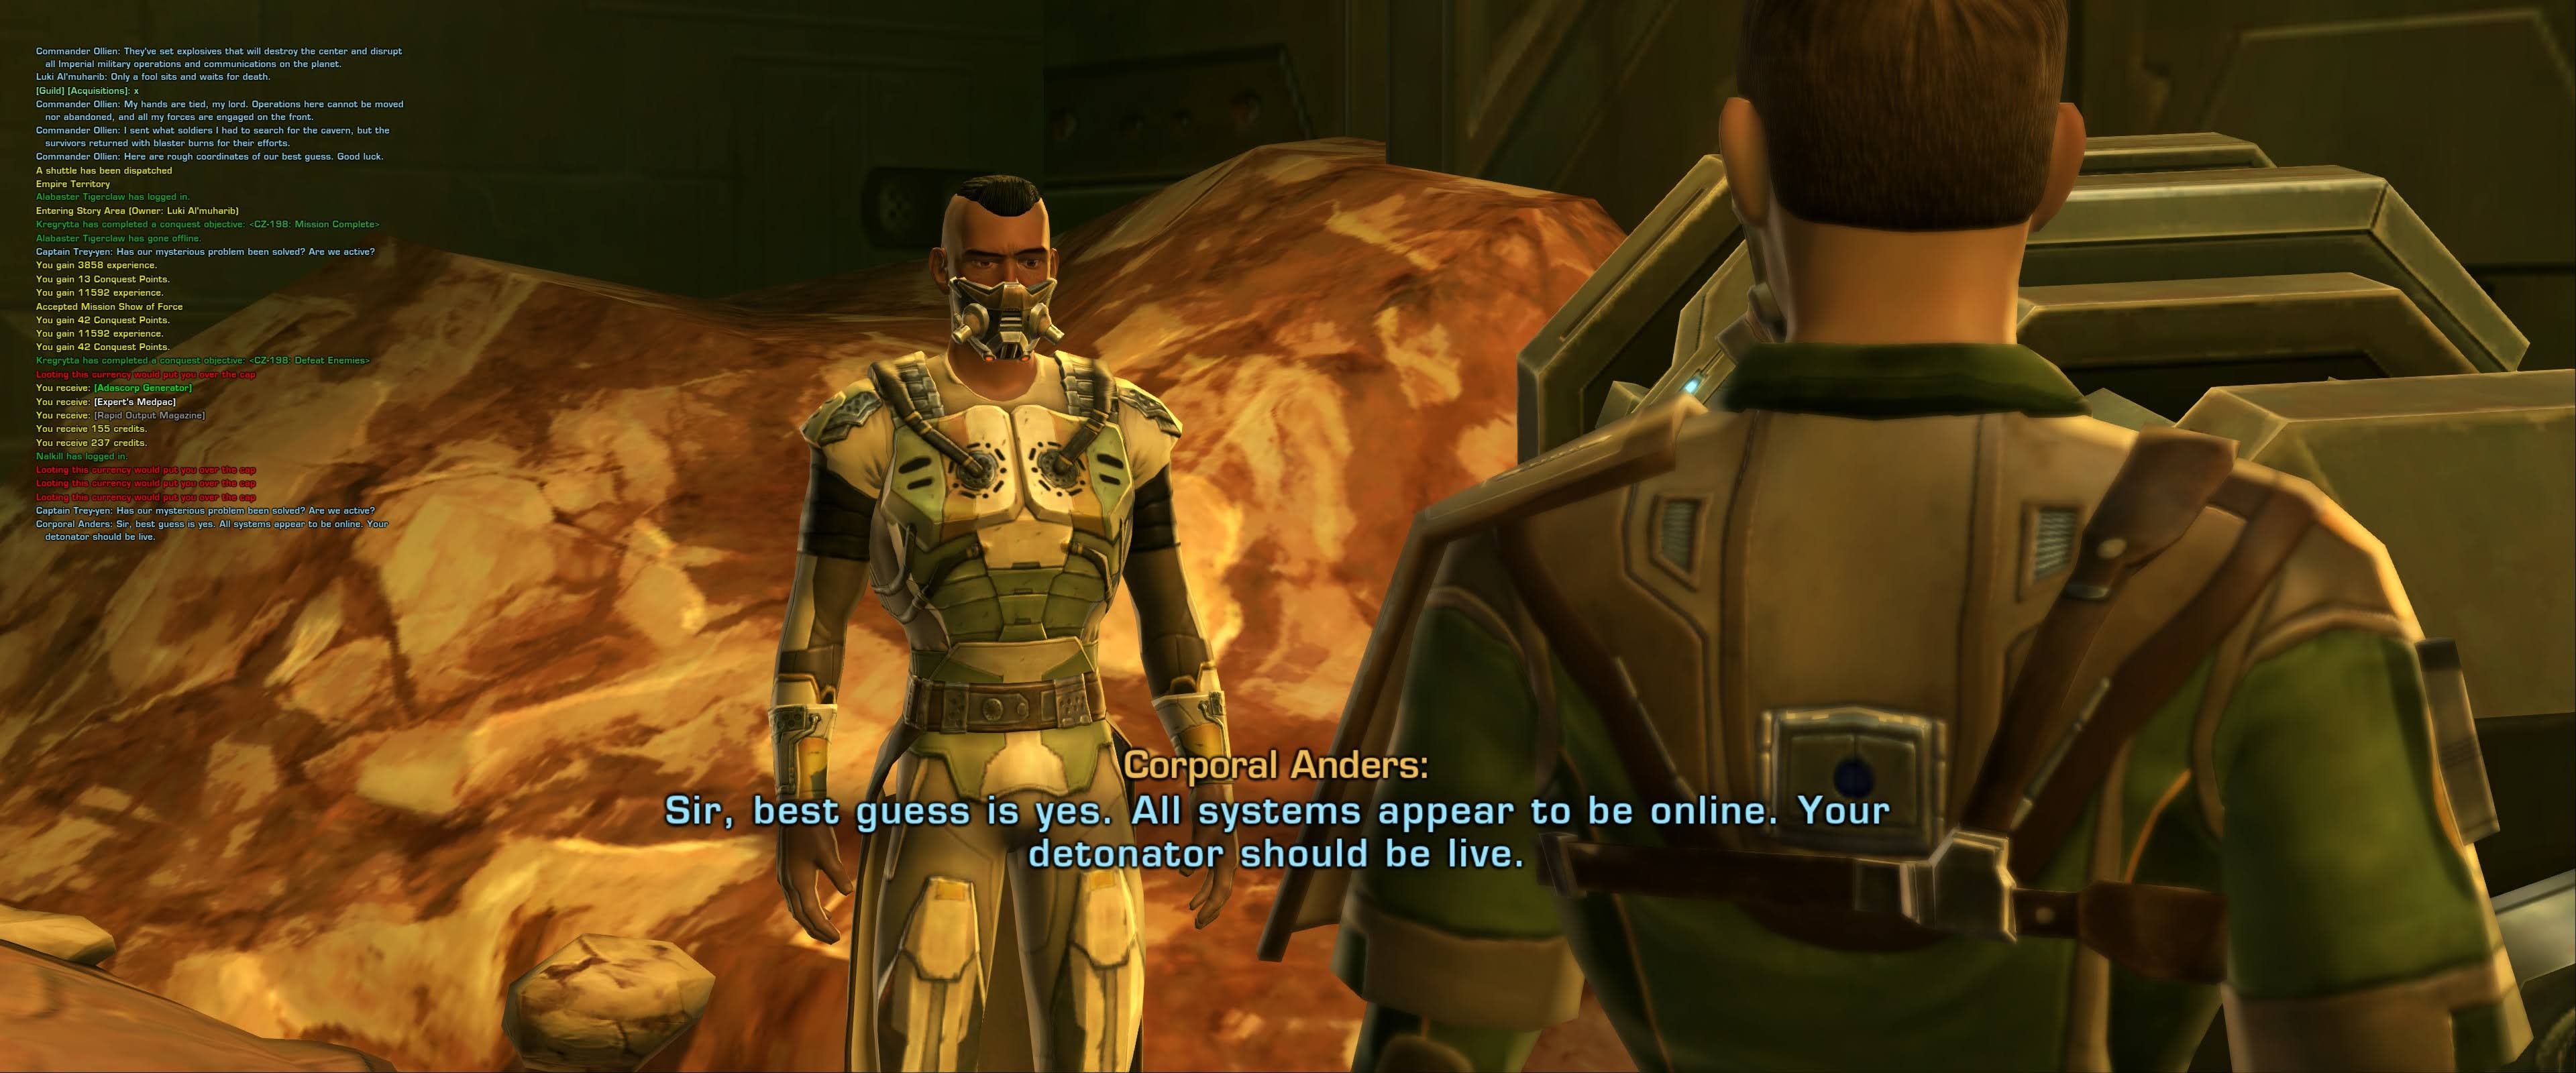 Commander Ollien: They've set explosives that will destroy the center and disrupt
all Imperial military operations and communications on the planet.
Luki Al'muharib: Only a fool sits and waits for death.
[Guild] [Acquisitions]: x
Commander Ollien: My hands are tied, my lord. Operations here cannot be moved
nor abandoned, and all my forces are engaged on the front.
Commander Ollien: I sent what soldiers I had to search for the cavern, but the
survivors returned with blaster burns for their efforts.
Commander Ollien: Here are rough coordinates of our best guess. Good luck.
A shuttle has been dispatched
Empire Territory
Alabaster Tigerclaw has logged in.
Entering Story Area (Owner: Luki Al'muharib)
Kregrytta has completed a conquest objective: <CZ-198: Mission Complete>
Alabaster Tigerclaw has gone offline.
Captain Trey-yen: Has our mysterious problem been solved? Are we active?
You gain 3858 experience.
You gain 13 Conquest Points.
You gain 11592 experience.
Accepted Mission Show of Force
You gain 42 Conquest Points.
You gain 11592 experience.
You gain 42 Conquest Points.
Kregrytta has completed a conquest objective: <CZ-198: Defeat Enemies>
Looting this currency would put you over the cap
You receive: [Adascorp Generator]
You receive: [Expert's Medpac]
You receive: [Rapid Output Magazine]
You receive 155 credits.
You receive 237 credits.
Nalkill has logged in.
Looting this currency would put you over the cap
Looting this currency would put you over the cap
Looting this currency would put you over the cap
Captain Trey-yen: Has our mysterious problem been solved? Are we active?
Corporal Anders: Sir, best guess is yes. All systems appear to be online. Your
detonator should be live.
Corporal Anders:
Sir, best guess is yes. All systems appear to be online. Your
detonator should be live.